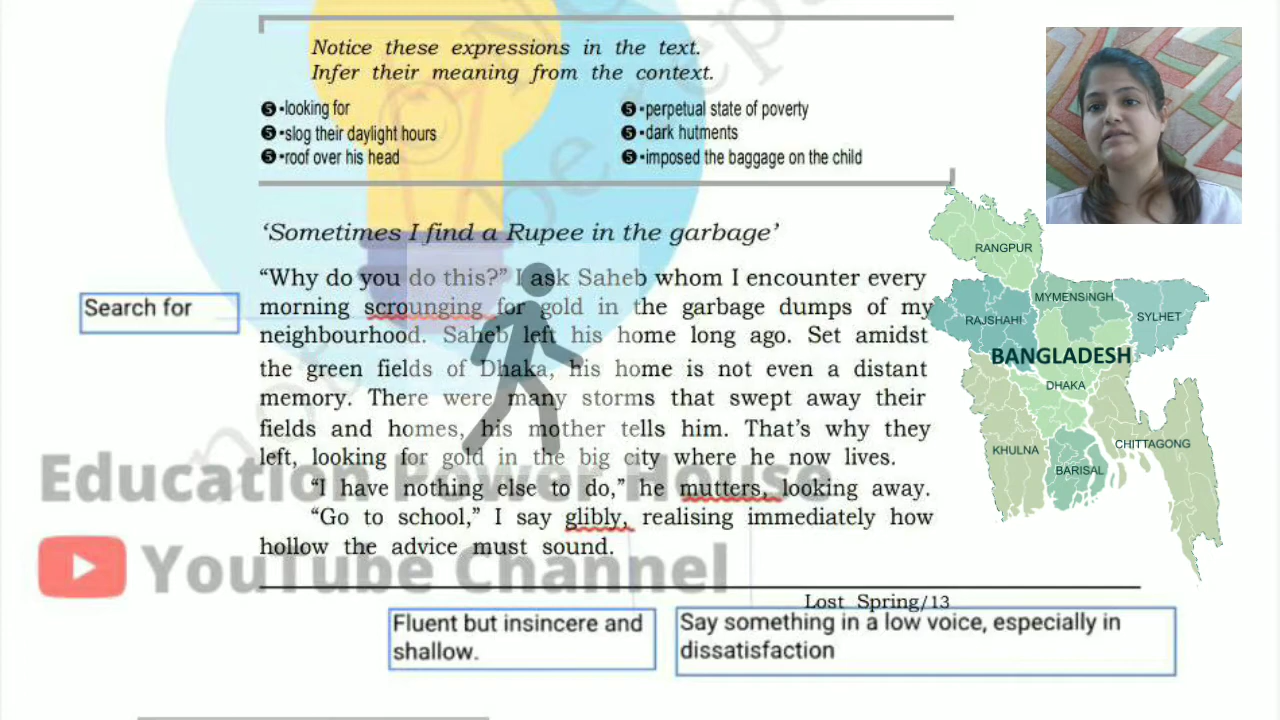 Notice these expressions in the text.
Infer their meaning from the context.
❺▪looking for
❺▪perpetual state of poverty
❺▪slog their daylight hours
❺▪dark hutments
❺▪roof over his head
❺▪imposed the baggage on the child
‘Sometimes I find a Rupee in the garbage’
“Why do you do this?” I ask Saheb whom I encounter every
morning scrounging for gold in the garbage dumps of my
neighbourhood. Saheb left his home long ago. Set amidst
the green fields of Dhaka, his home is not even a distant
memory. There were many storms that swept away their
fields and homes, his mother tells him. That’s why they
left, looking for gold in the big city where he now lives.
“I have nothing else to do,” he mutters, looking away.
“Go to school,” I say glibly, realising immediately how
hollow the advice must sound.
Lost Spring/13
Search for
Fluent but insincere and
shallow.
Say something in a low voice, especially in
dissatisfaction
RANGPUR
MYMENSINGH
RAJSHAHI
SYLHET
BANGLADESH
DHAKA
KHULNA
CHITTAGONG
BARISAL
Education Power House
YouTube Channel